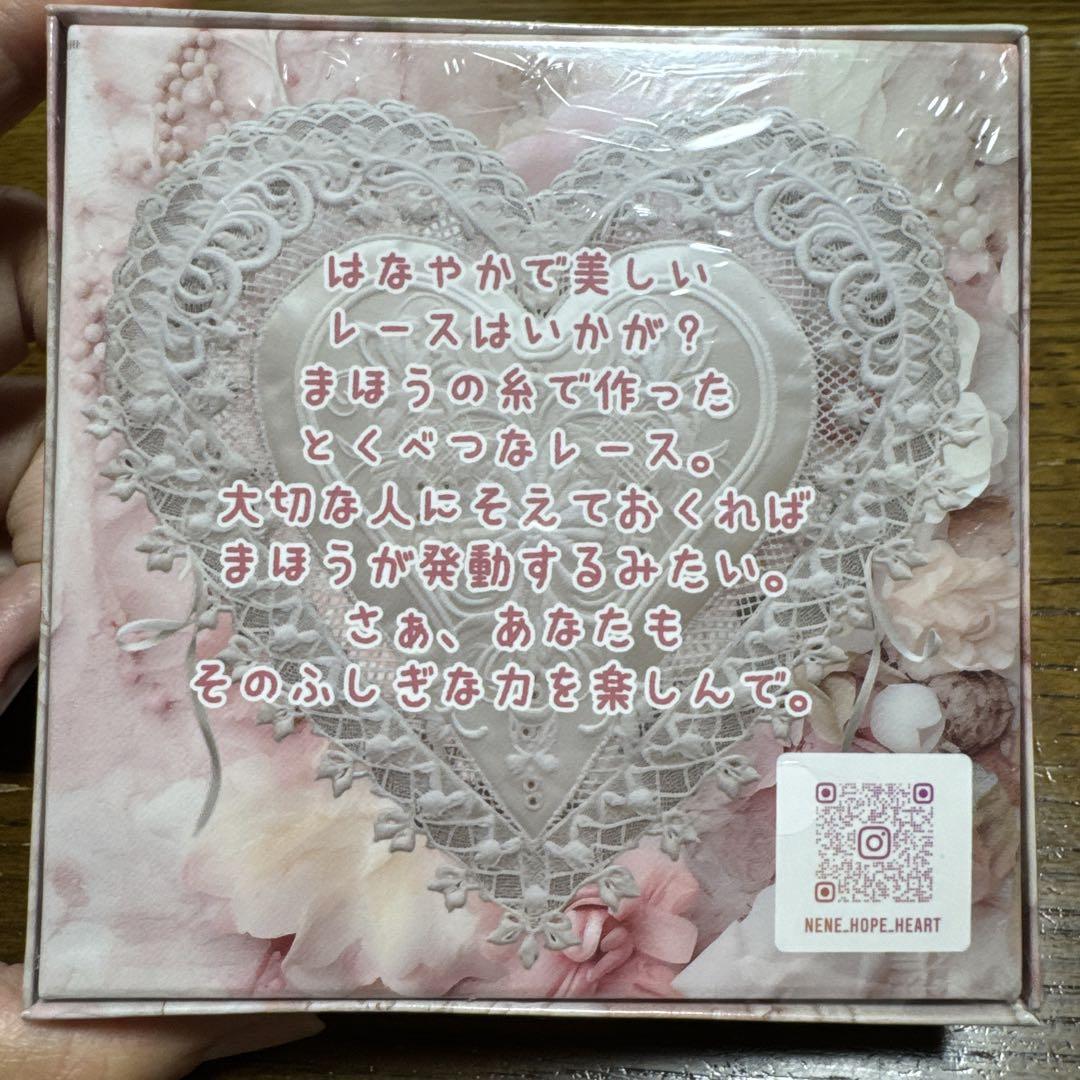 はなやかで美しい
レースはいかが？
まほうの糸で作った
とくべつなレース。
大切な人にそえておくれば
まほうが発動するみたい。
さぁ、あなたも
そのふしぎな力を楽しんで。
NENE_HOPE_HEART